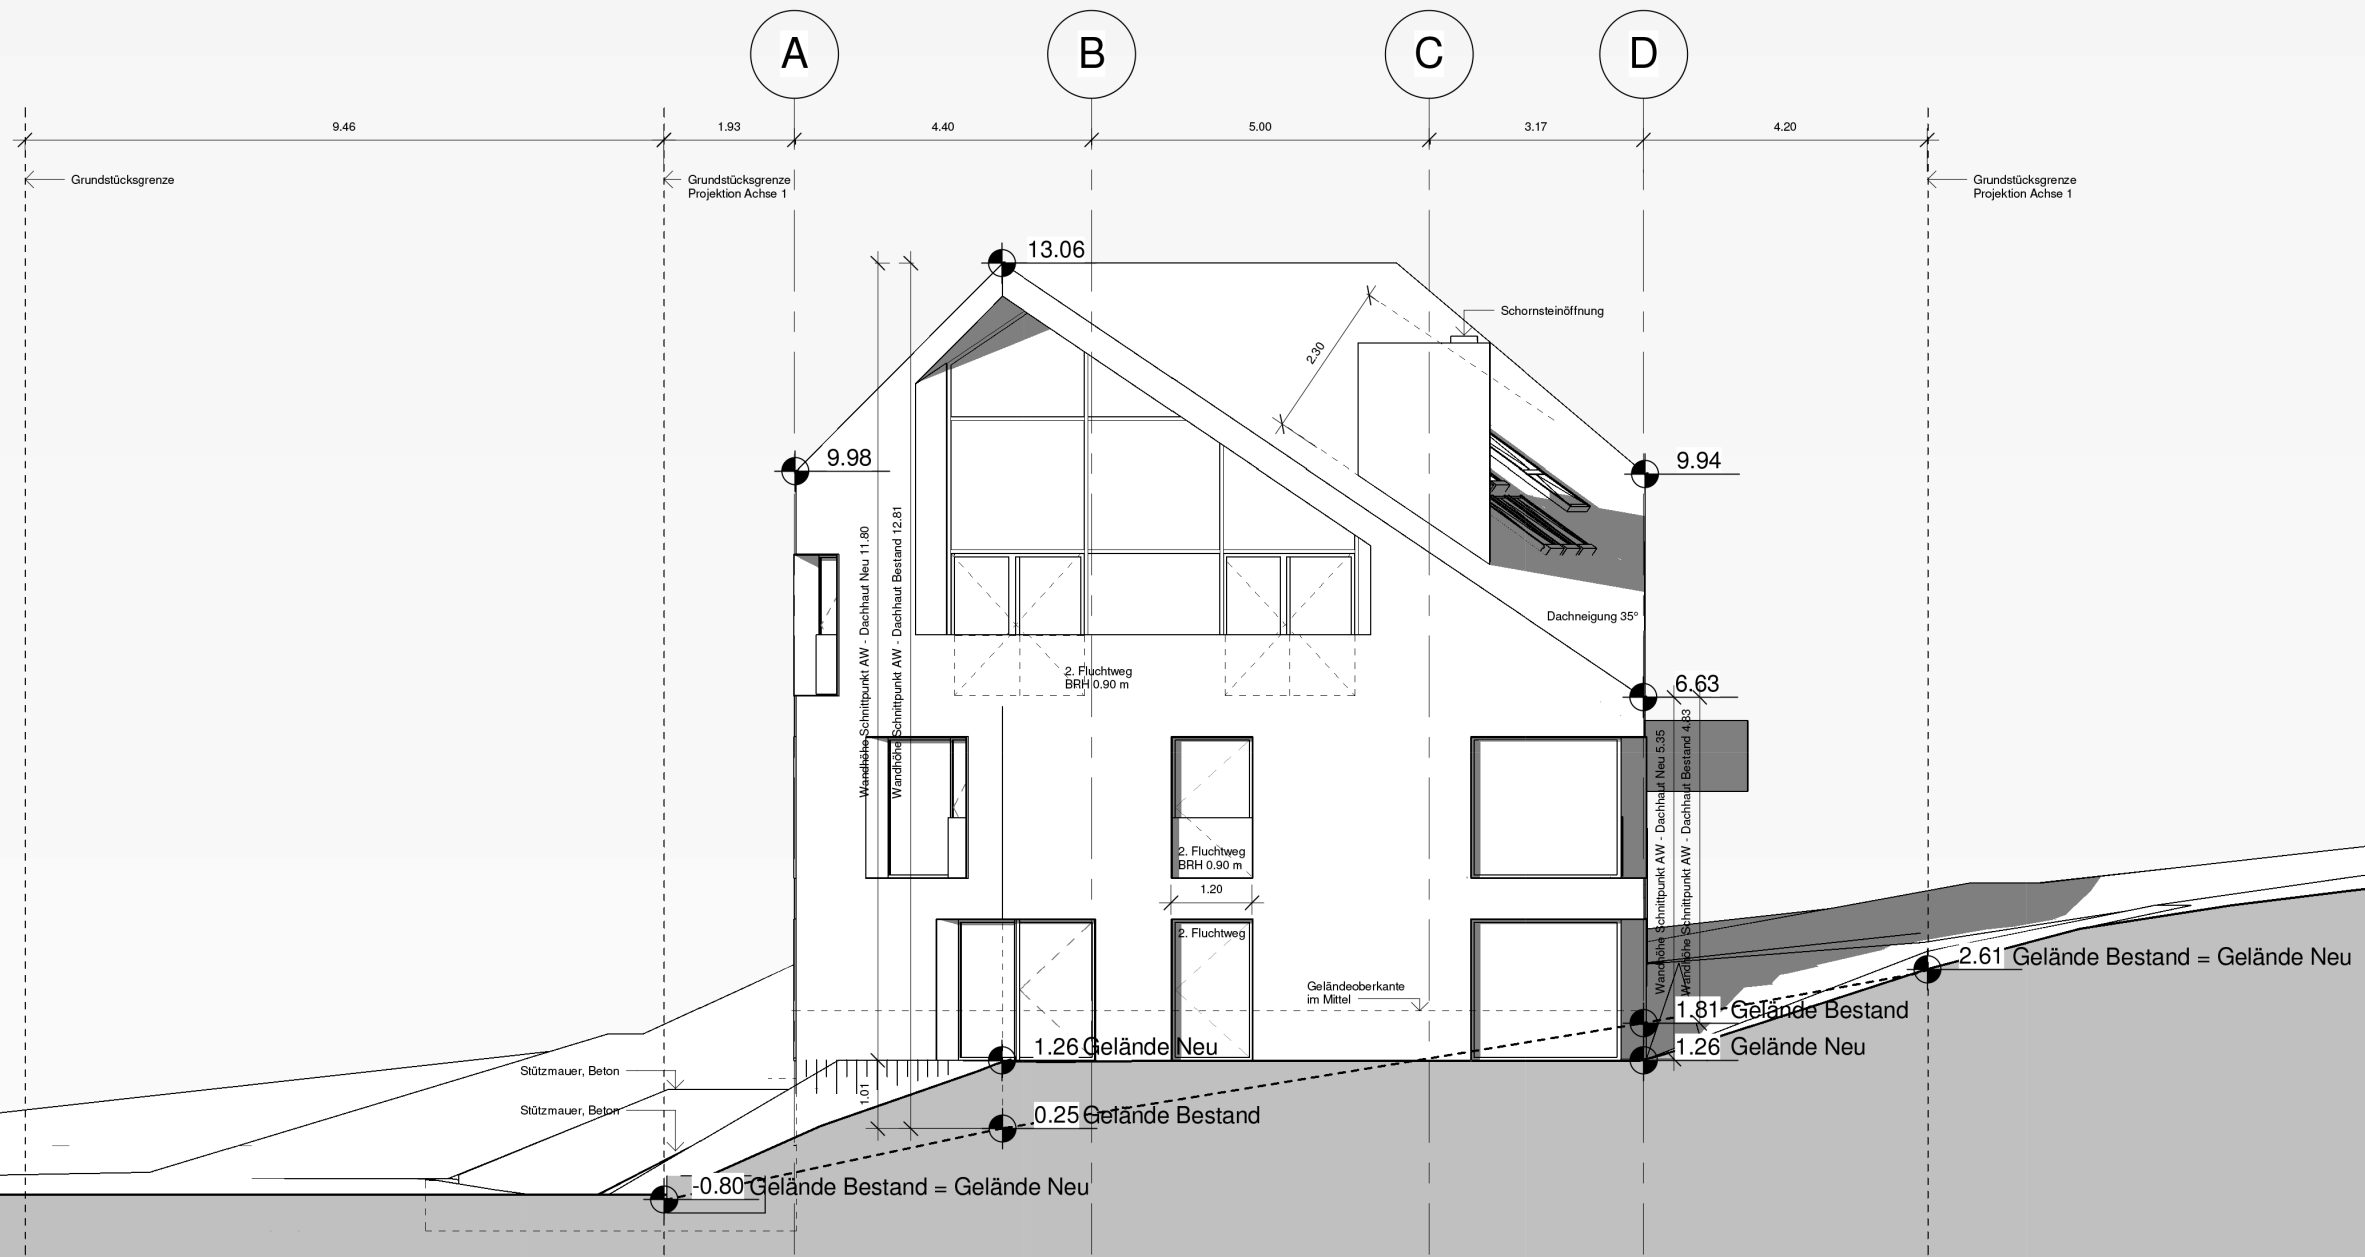 A
B
C
D
9.46
1.93
4.40
5.00
3.17
4.20
Grundstücksgrenze
Grundstücksgrenze
Projektion Achse 1
Grundstücksgrenze
Projektion Achse 1
13.06
Schornsteinöffnung
2.30
9.98
9.94
Wandhöhe Schnittpunkt AW - Dachhaut Neu 11.80
Wandhöhe Schnittpunkt AW - Dachhaut Bestand 12.81
Dachneigung 35°
2. Fluchtweg
BRH 0.90 m
6.63
Wandhöhe Schnittpunkt AW - Dachhaut Neu 5.35
Wandhöhe Schnittpunkt AW - Dachhaut Bestand 4.83
2. Fluchtweg
BRH 0.90 m
1.20
2. Fluchtweg
2.61 Gelände Bestand = Gelände Neu
Geländeoberkante
im Mittel
1.81 Gelände Bestand
1.26 Gelände Neu
1.26 Gelände Neu
Stützmauer, Beton
1.01
Stützmauer, Beton
0.25 Gelände Bestand
-0.80 Gelände Bestand = Gelände Neu